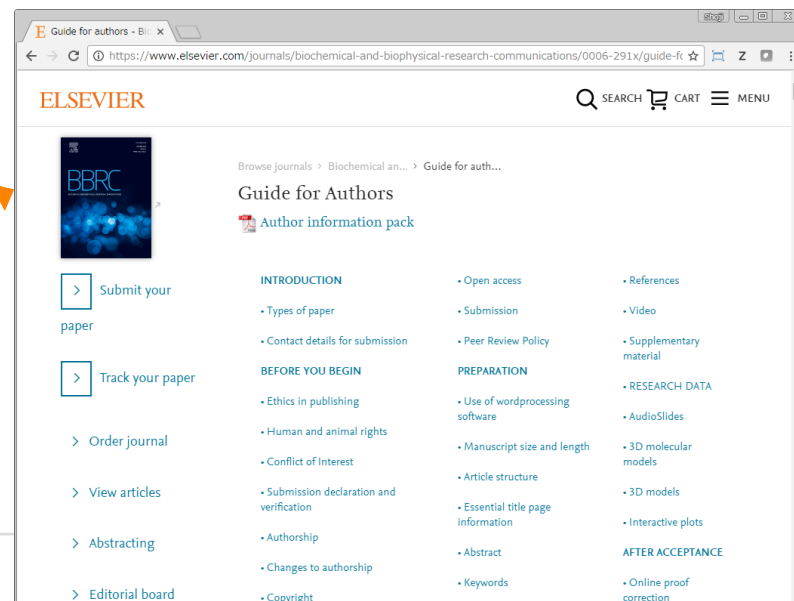 Shoji
Guide for authors - Bi
https://www.elsevier.com/journals/biochemical-and-biophysical-research-communications/0006-291x/guide-fo
ELSEVIER
SEARCH CART MENU
BBRC
Browse journals > Biochemical an... > Guide for auth...
Guide for Authors
Author information pack
> Submit your
paper
> Track your paper
> Order journal
> View articles
> Abstracting
> Editorial board
INTRODUCTION
• Types of paper
• Contact details for submission
BEFORE YOU BEGIN
• Ethics in publishing
• Human and animal rights
• Conflict of Interest
• Submission declaration and
verification
• Authorship
• Changes to authorship
• Copyright
• Open access
• Submission
• Peer Review Policy
PREPARATION
• Use of wordprocessing
software
• Manuscript size and length
• Article structure
• Essential title page
information
• Abstract
• Keywords
• References
• Video
• Supplementary
material
• RESEARCH DATA
• AudioSlides
• 3D molecular
models
• 3D models
• Interactive plots
AFTER ACCEPTANCE
• Online proof
correction